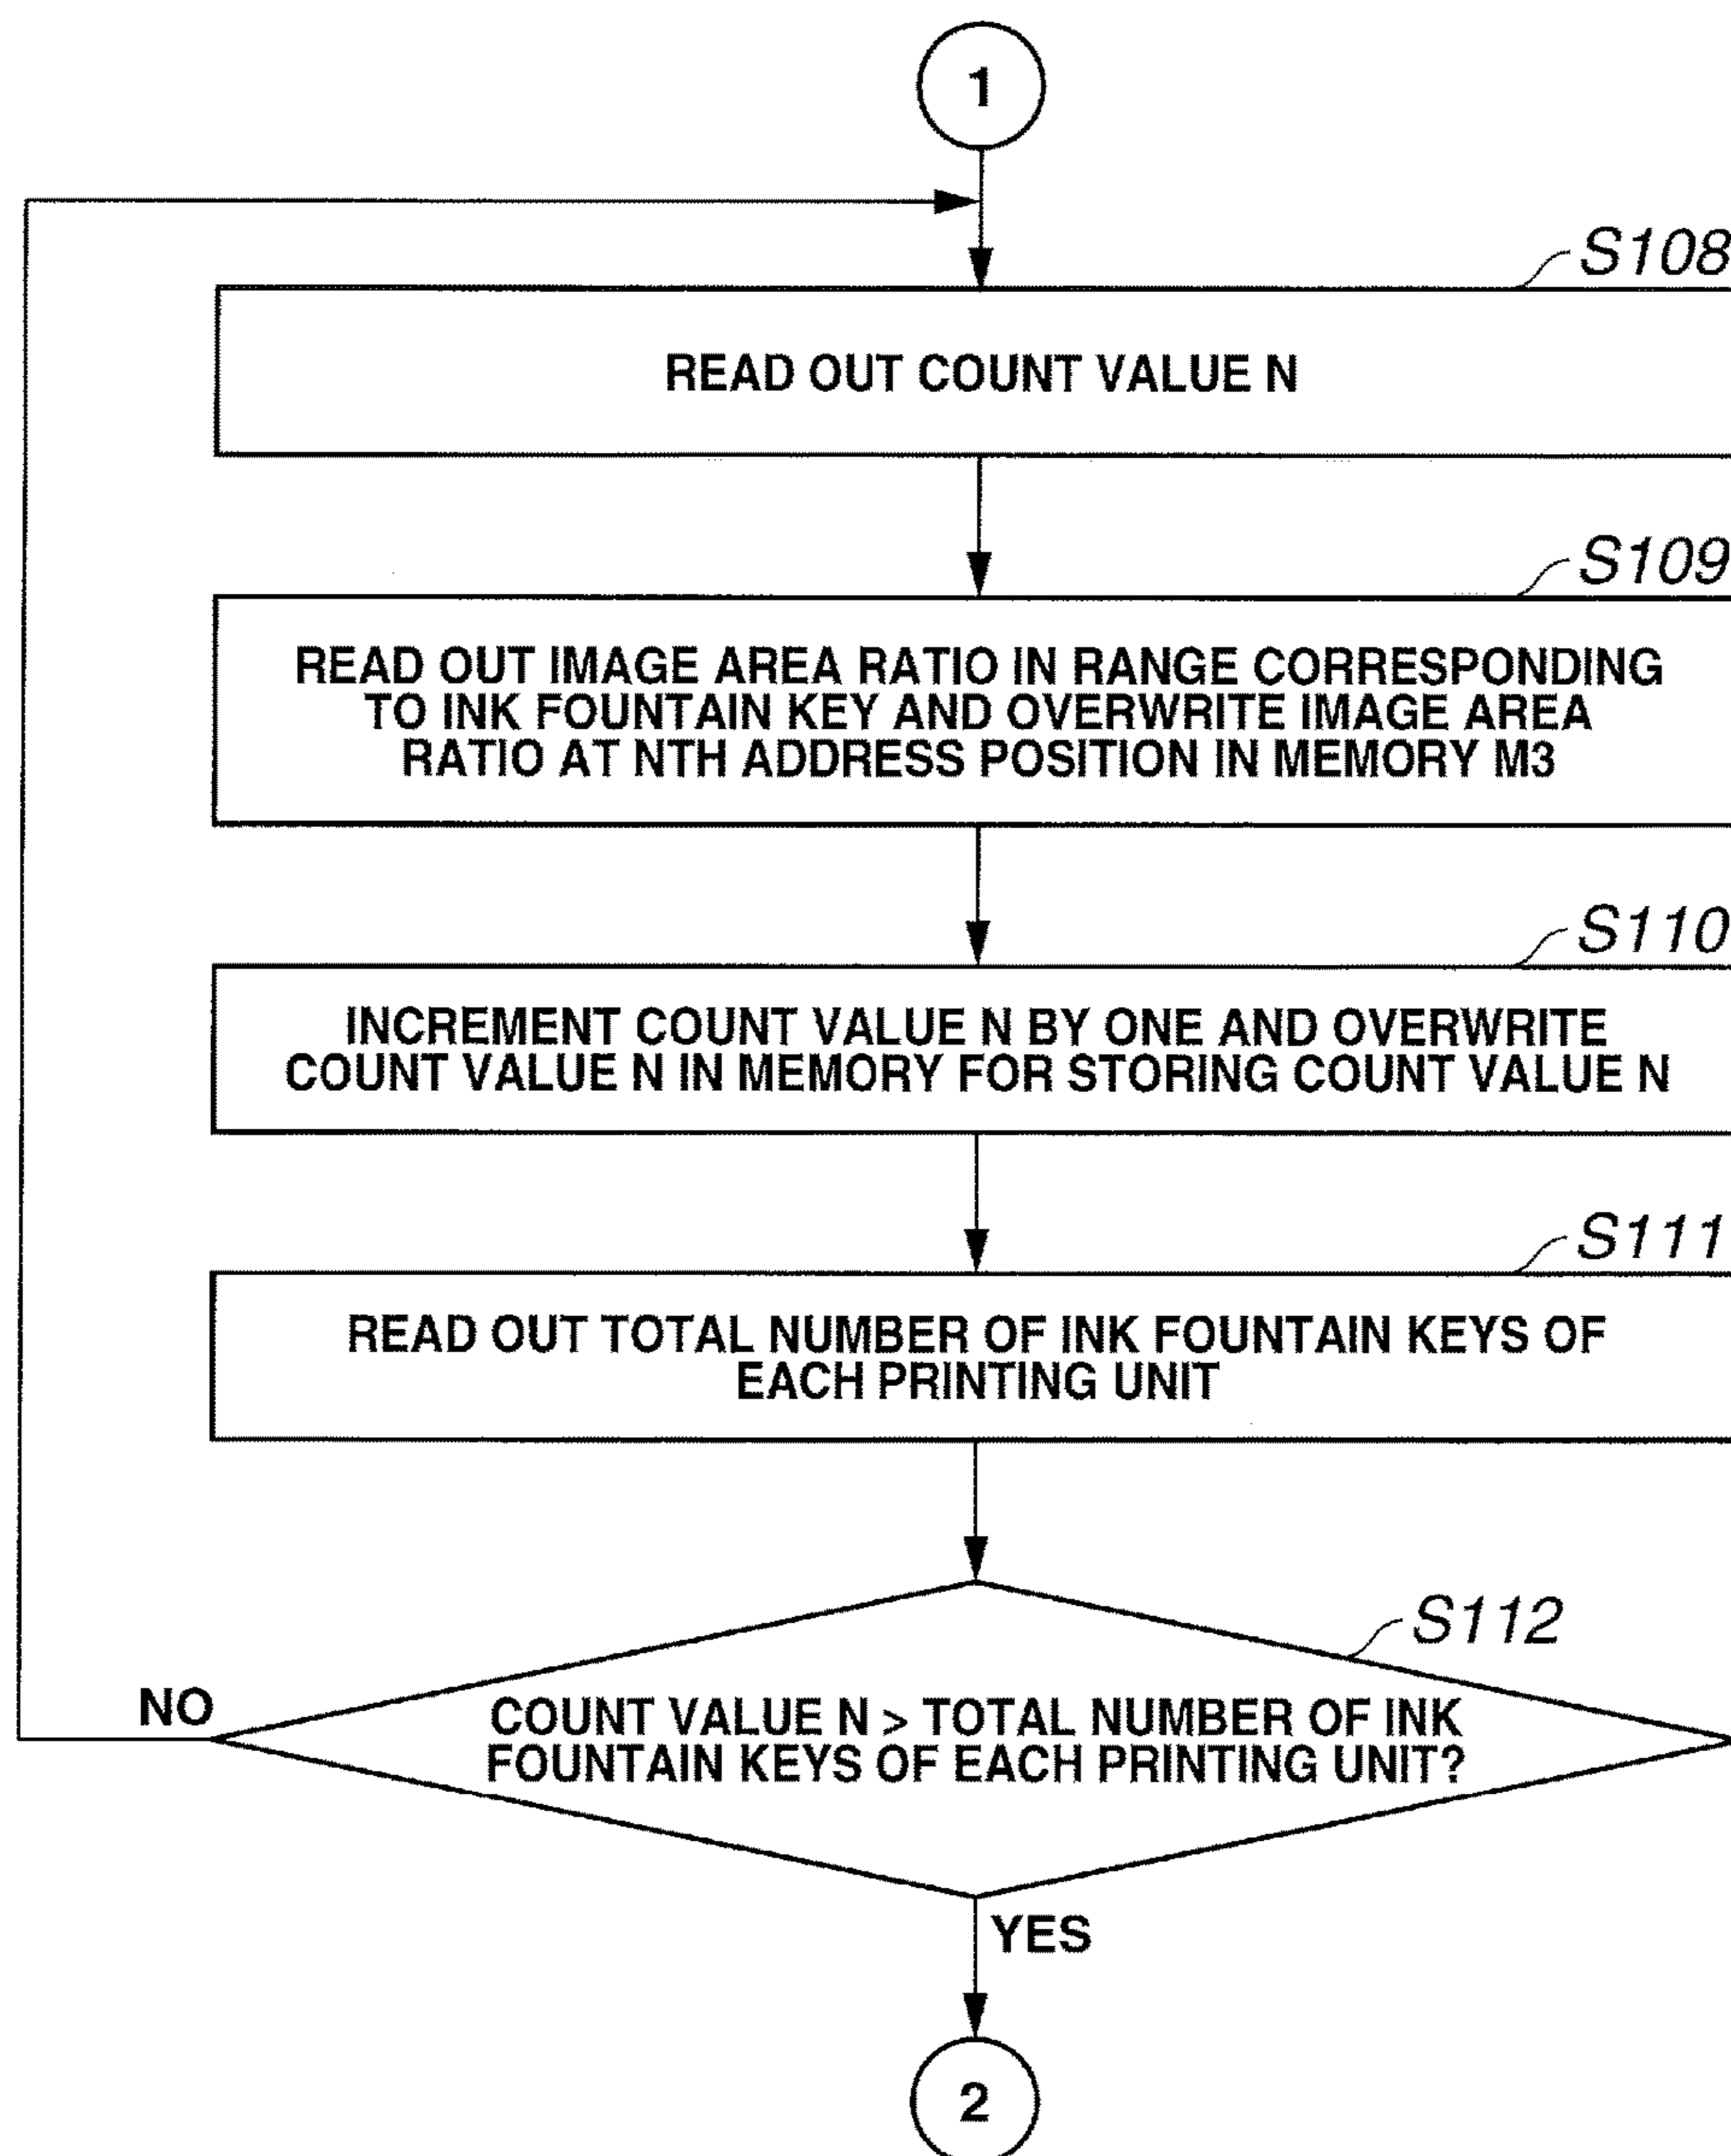 1
S108
READ OUT COUNT VALUE N
S109
READ OUT IMAGE AREA RATIO IN RANGE CORRESPONDING
TO INK FOUNTAIN KEY AND OVERWRITE IMAGE AREA
RATIO AT NTH ADDRESS POSITION IN MEMORY M3
S110
INCREMENT COUNT VALUE N BY ONE AND OVERWRITE
COUNT VALUE N IN MEMORY FOR STORING COUNT VALUE N
S111
READ OUT TOTAL NUMBER OF INK FOUNTAIN KEYS OF
EACH PRINTING UNIT
S112
NO
COUNT VALUE N > TOTAL NUMBER OF INK
FOUNTAIN KEYS OF EACH PRINTING UNIT?
YES
2